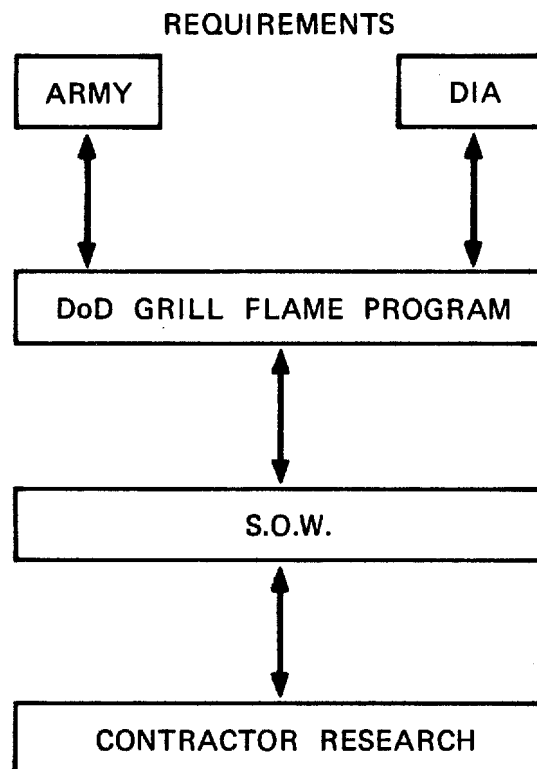 REQUIREMENTS
ARMY
DIA
DoD GRILL FLAME PROGRAM
S.O.W.
CONTRACTOR RESEARCH